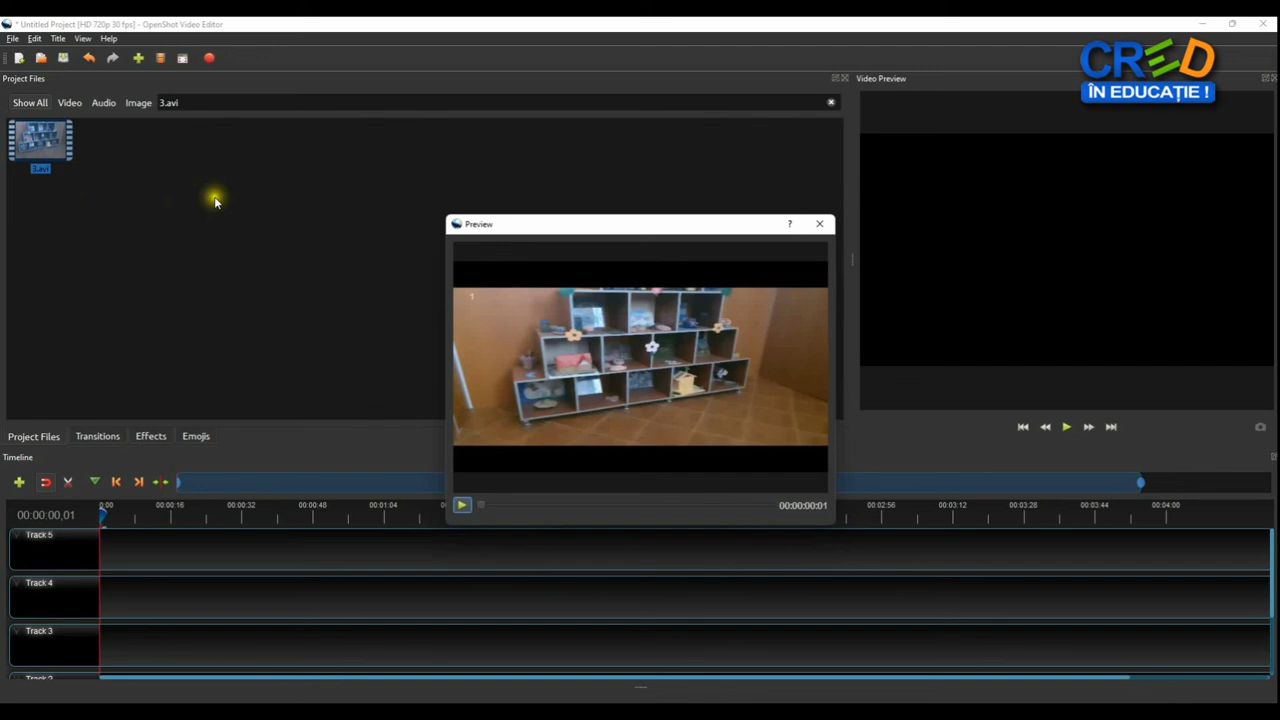 * Untitled Project [HD 720p 30 fps] - OpenShot Video Editor
File Edit Title View Help
CRED
ÎN EDUCAȚIE !
Project Files
Video Preview
Show All Video Audio Image 3.avi
3.avi
Preview
1
00:00:00:01
Project Files Transitions Effects Emojis
Timeline
00:00:00,01
0:00 00:00:16 00:00:32 00:00:48 00:01:04 00:02:56 00:03:12 00:03:28 00:03:44 00:04:00
Track 5
Track 4
Track 3
Track 2